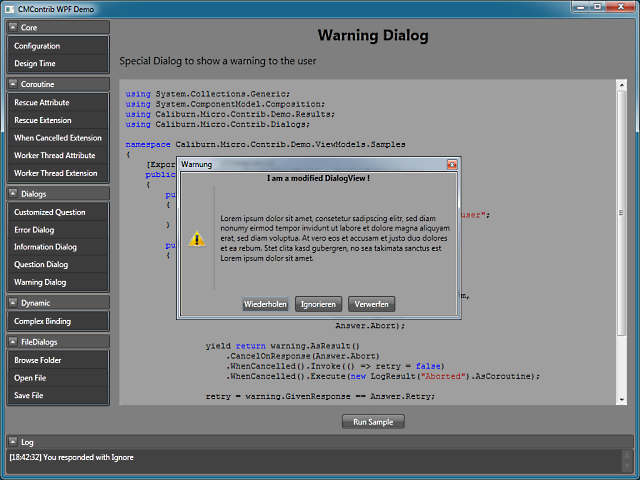 CMContrib WPF Demo
Core
Configuration
Design Time
Coroutine
Rescue Attribute
Rescue Extension
When Cancelled Extension
Worker Thread Attribute
Worker Thread Extension
Dialogs
Customized Question
Error Dialog
Information Dialog
Question Dialog
Warning Dialog
Dynamic
Complex Binding
FileDialogs
Browse Folder
Open File
Save File
Warning Dialog
Special Dialog to show a warning to the user
using System.Collections.Generic;
using System.ComponentModel.Composition;
using Caliburn.Micro.Contrib.Demo.Results;
using Caliburn.Micro.Contrib.Dialogs;
namespace Caliburn.Micro.Contrib.Demo.ViewModels.Samples
{
[Expor
public
{
pu
{
user";
}
pu
{
m,
Answer.Abort);
yield return warning.AsResult()
.CancelOnResponse(Answer.Abort)
.WhenCancelled().Invoke(() => retry = false)
.WhenCancelled().Execute(new LogResult("Aborted").AsCoroutine);
retry = warning.GivenResponse == Answer.Retry;
Warnung
I am a modified DialogView !
Lorem ipsum dolor sit amet, consetetur sadipscing elitr, sed diam
nonumy eirmod tempor invidunt ut labore et dolore magna aliquyam
erat, sed diam voluptua. At vero eos et accusam et justo duo dolores
et ea rebum. Stet clita kasd gubergren, no sea takimata sanctus est
Lorem ipsum dolor sit amet.
Wiederholen Ignorieren Verwerfen
Run Sample
Log
[18:42:32] You responded with Ignore